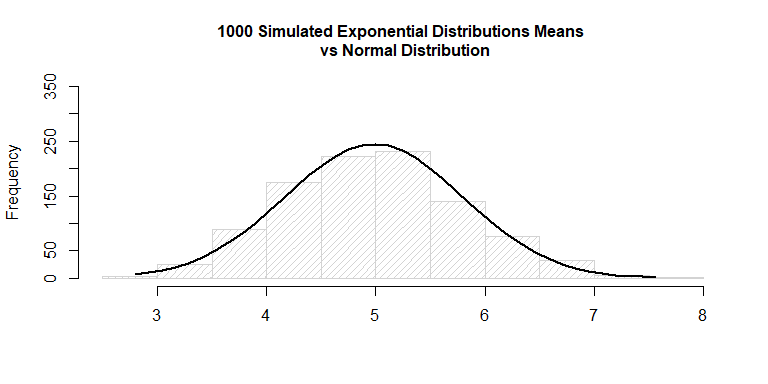 1000 Simulated Exponential Distributions Means
vs Normal Distribution
Frequency
350
250
150
50
0
3 4 5 6 7 8